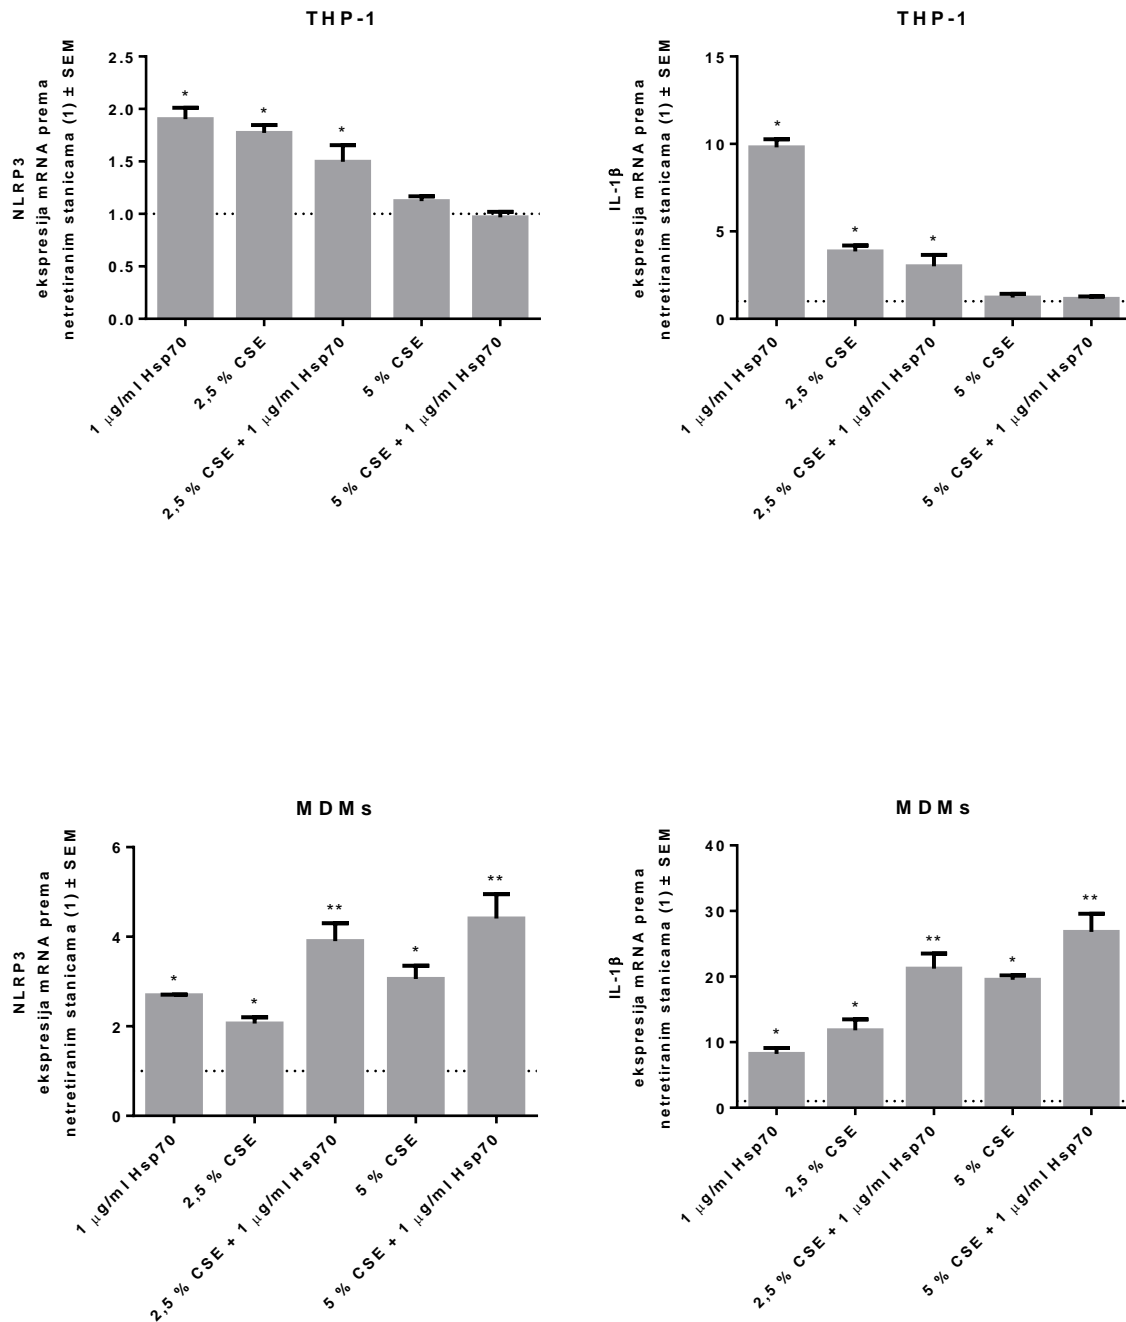 THP-1
NLRP3
ekspresija mRNA prema
netretiranim stanicama (1) ± SEM
2.5
2.0
1.5
1.0
0.5
0.0
*
*
*
1 μg/ml Hsp70
2,5 % CSE
2,5 % CSE + 1 μg/ml Hsp70
5 % CSE
5 % CSE + 1 μg/ml Hsp70
THP-1
IL-1β
ekspresija mRNA prema
netretiranim stanicama (1) ± SEM
15
10
5
0
*
*
*
1 μg/ml Hsp70
2,5 % CSE
2,5 % CSE + 1 μg/ml Hsp70
5 % CSE
5 % CSE + 1 μg/ml Hsp70
MDMs
NLRP3
ekspresija mRNA prema
netretiranim stanicama (1) ± SEM
6
4
2
0
*
*
**
*
**
1 μg/ml Hsp70
2,5 % CSE
2,5 % CSE + 1 μg/ml Hsp70
5 % CSE
5 % CSE + 1 μg/ml Hsp70
MDMs
IL-1β
ekspresija mRNA prema
netretiranim stanicama (1) ± SEM
40
30
20
10
0
*
*
**
*
**
1 μg/ml Hsp70
2,5 % CSE
2,5 % CSE + 1 μg/ml Hsp70
5 % CSE
5 % CSE + 1 μg/ml Hsp70